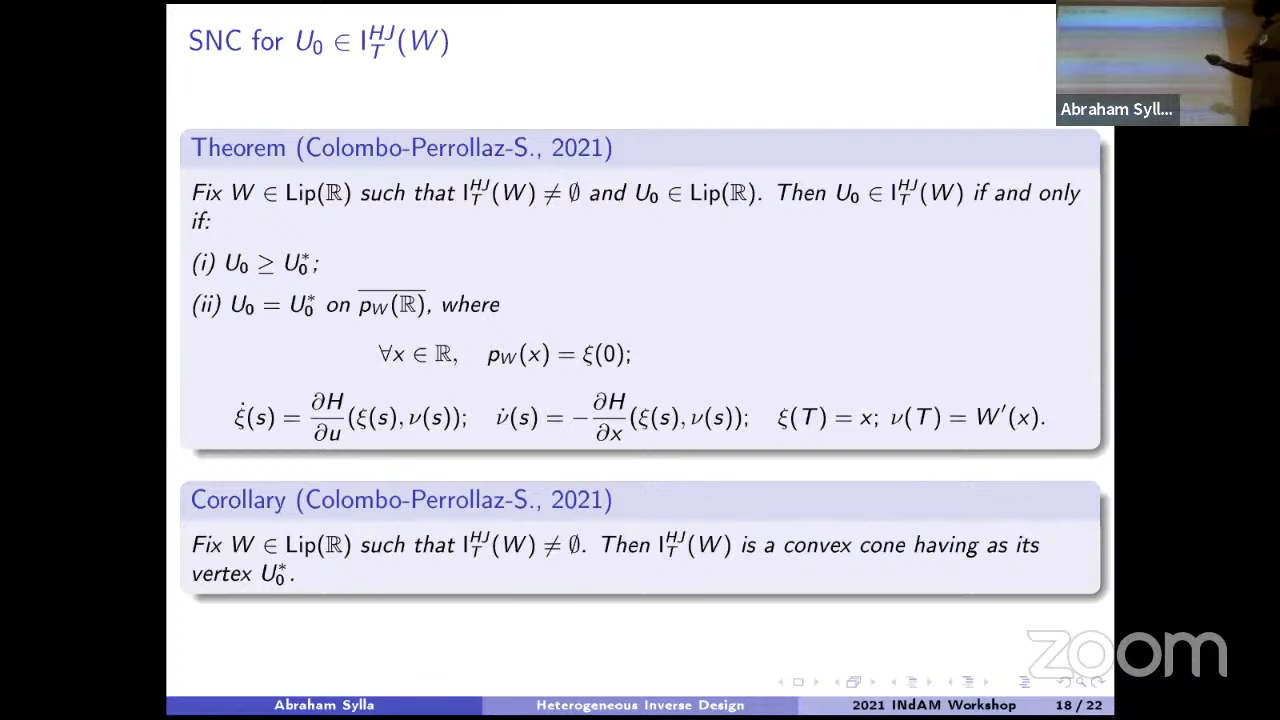 SNC for U₀ ∈ I_T^{HJ}(W)
Abraham Syll...
Theorem (Colombo-Perrollaz-S., 2021)
Fix W ∈ Lip(ℝ) such that I_T^{HJ}(W) ≠ ∅ and U₀ ∈ Lip(ℝ). Then U₀ ∈ I_T^{HJ}(W) if and only
if:
(i) U₀ ≥ U₀*;
(ii) U₀ = U₀* on \overline{p_W(ℝ)}, where
∀x ∈ ℝ, p_W(x) = ξ(0);
ξ̇(s) = ∂H/∂u (ξ(s), ν(s)); ν̇(s) = −∂H/∂x (ξ(s), ν(s)); ξ(T) = x; ν(T) = W′(x).
Corollary (Colombo-Perrollaz-S., 2021)
Fix W ∈ Lip(ℝ) such that I_T^{HJ}(W) ≠ ∅. Then I_T^{HJ}(W) is a convex cone having as its
vertex U₀*.
zoom
Abraham Sylla Heterogeneous Inverse Design 2021 INdAM Workshop 18 / 22